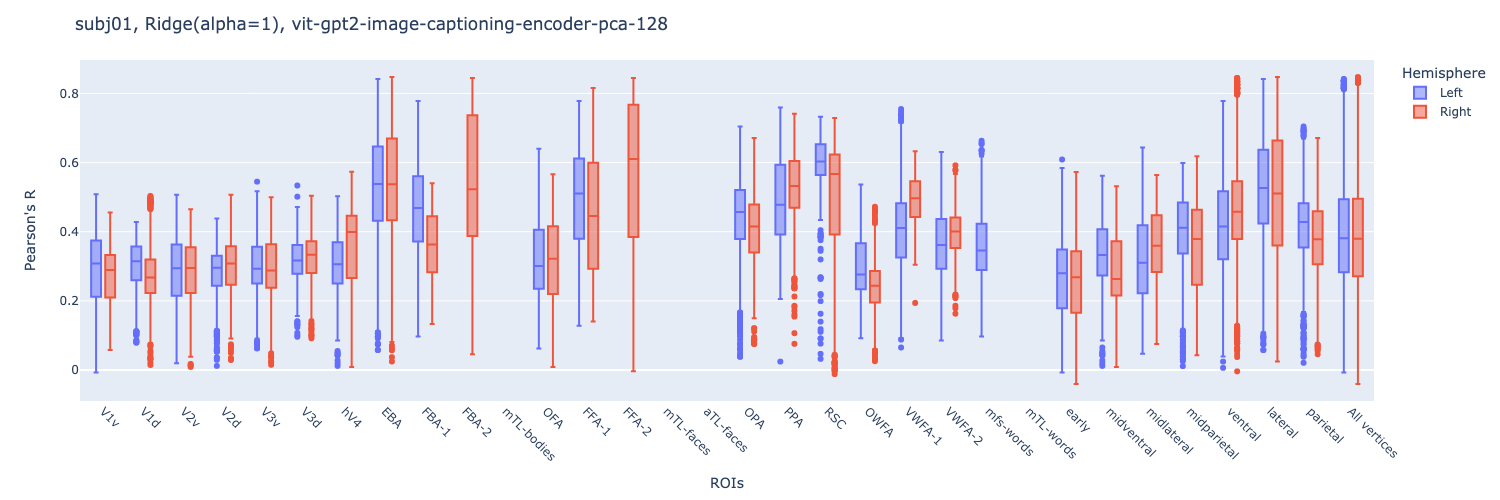 subj01, Ridge(alpha=1), vit-gpt2-image-captioning-encoder-pca-128
Hemisphere
Left
Right
Pearson's R
0.8
0.6
0.4
0.2
0
V1v
V1d
V2v
V2d
V3v
V3d
hV4
EBA
FBA-1
FBA-2
mTL-bodies
OFA
FFA-1
FFA-2
mTL-faces
aTL-faces
OPA
PPA
RSC
OWFA
VWFA-1
VWFA-2
mfs-words
mTL-words
early
midventral
midlateral
midparietal
ventral
lateral
parietal
All vertices
ROIs